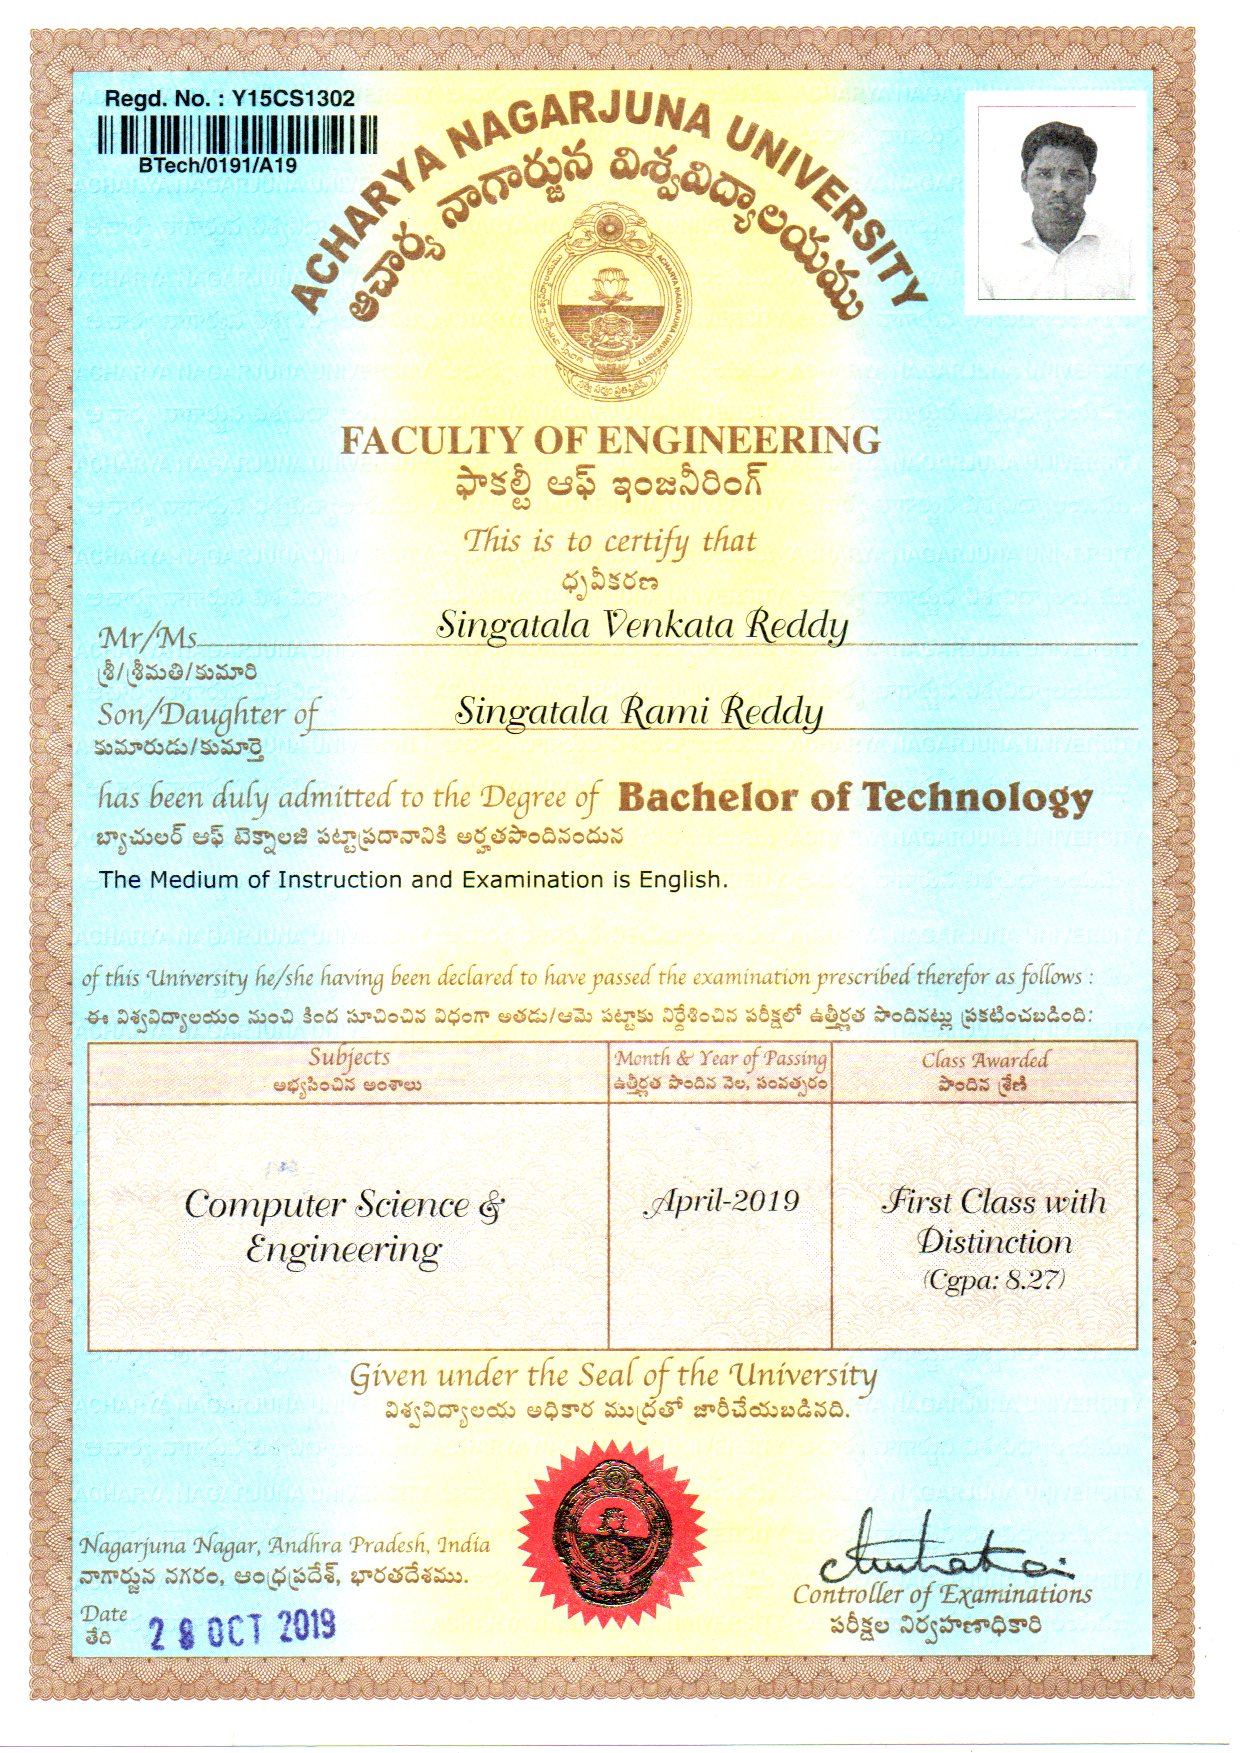 Regd. No. : Y15CS1302
BTech/0191/A19
ACHARYA NAGARJUNA UNIVERSITY
ఆచార్య నాగార్జున విశ్వవిద్యాలయము
FACULTY OF ENGINEERING
ఫాకల్టీ ఆఫ్ ఇంజనీరింగ్
This is to certify that
ధృవీకరణ
Mr/Ms Singatala Venkata Reddy
శ్రీ/శ్రీమతి/కుమారి
Son/Daughter of Singatala Rami Reddy
కుమారుడు/కుమార్తె
has been duly admitted to the Degree of Bachelor of Technology
బ్యాచులర్ ఆఫ్ టెక్నాలజి పట్టాప్రదానానికి అర్హతపొందినందున
The Medium of Instruction and Examination is English.
of this University he/she having been declared to have passed the examination prescribed therefor as follows :
ఈ విశ్వవిద్యాలయం నుంచి కింద సూచించిన విధంగా అతడు/ఆమె పట్టాకు నిర్దేశించిన పరీక్షలో ఉత్తీర్ణత పొందినట్లు ప్రకటించబడింది:
Subjects Month & Year of Passing Class Awarded
అభ్యసించిన అంశాలు ఉత్తీర్ణత పొందిన నెల, సంవత్సరం పొందిన శ్రేణి
Computer Science & April-2019 First Class with
Engineering Distinction
(Cgpa: 8.27)
Given under the Seal of the University
విశ్వవిద్యాలయ అధికార ముద్రతో జారీచేయబడినది.
Nagarjuna Nagar, Andhra Pradesh, India
నాగార్జున నగరం, ఆంధ్రప్రదేశ్, భారతదేశము.
Controller of Examinations
పరీక్షల నిర్వహణాధికారి
Date
తేది 28 OCT 2019